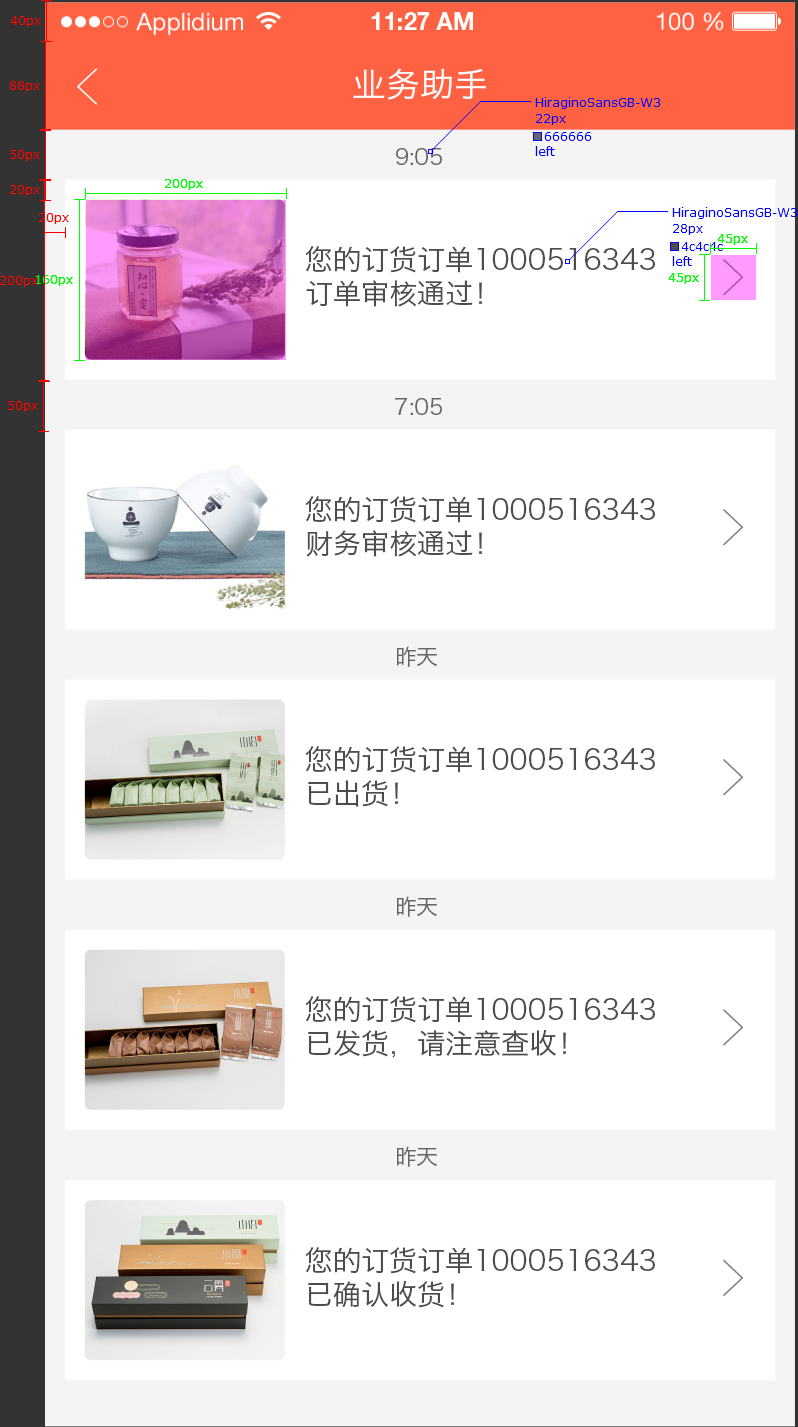 40px
Applidium
11:27 AM
100 %
88px
业务助手
HiraginoSansGB-W3
22px
666666
left
50px
9:05
20px
200px
20px
HiraginoSansGB-W3
28px
4c4c4c
left
45px
45px
200px
160px
您的订货订单1000516343
订单审核通过！
50px
7:05
您的订货订单1000516343
财务审核通过！
昨天
您的订货订单1000516343
已出货！
昨天
您的订货订单1000516343
已发货，请注意查收！
昨天
您的订货订单1000516343
已确认收货！